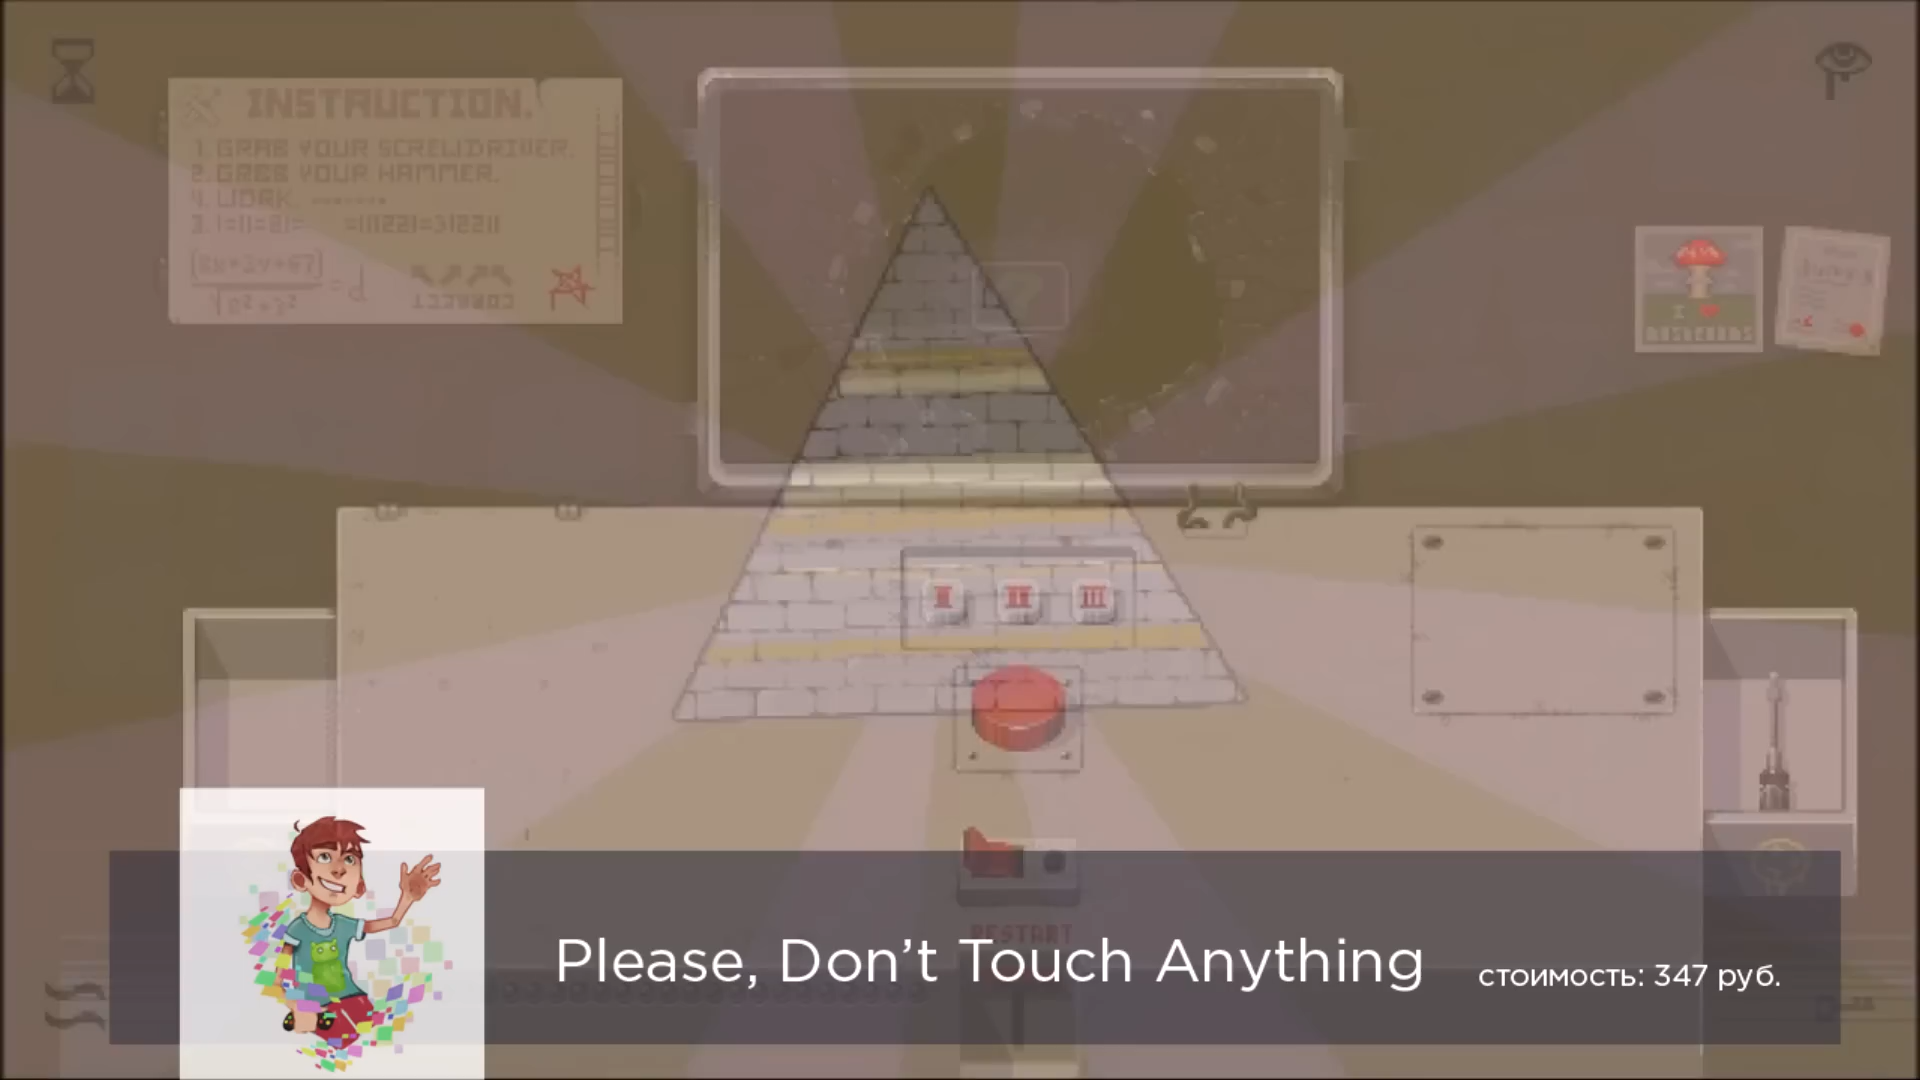 INSTRUCTION.
1. GRAB YOUR SCREWDRIVER.
2. GRAB YOUR HAMMER.
4. WORK.
I
II
III
RESTART
Please, Don't Touch Anything
стоимость: 347 руб.